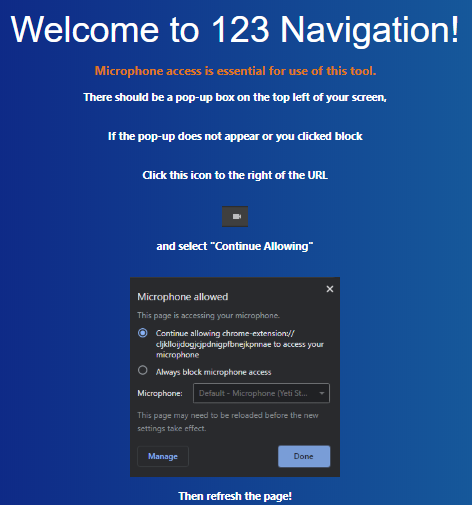 Welcome to 123 Navigation!
Microphone access is essential for use of this tool.
There should be a pop-up box on the top left of your screen,
If the pop-up does not appear or you clicked block
Click this icon to the right of the URL
and select "Continue Allowing"
Microphone allowed
This page is accessing your microphone.
Continue allowing chrome-extension://
cljklloijdogjcjpdnigpfbnejkpnnae to access your
microphone
Always block microphone access
Microphone: Default - Microphone (Yeti St...
This page may need to be reloaded before the new
settings take effect.
Manage Done
Then refresh the page!